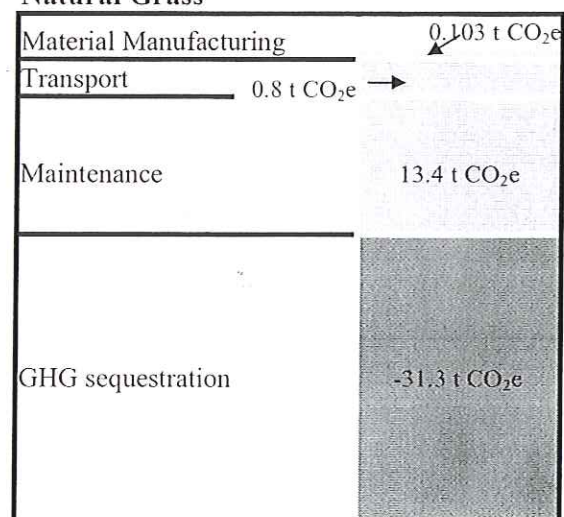 Natural Grass
Material Manufacturing 0.103 t CO₂e
Transport 0.8 t CO₂e
Maintenance 13.4 t CO₂e
GHG sequestration -31.3 t CO₂e